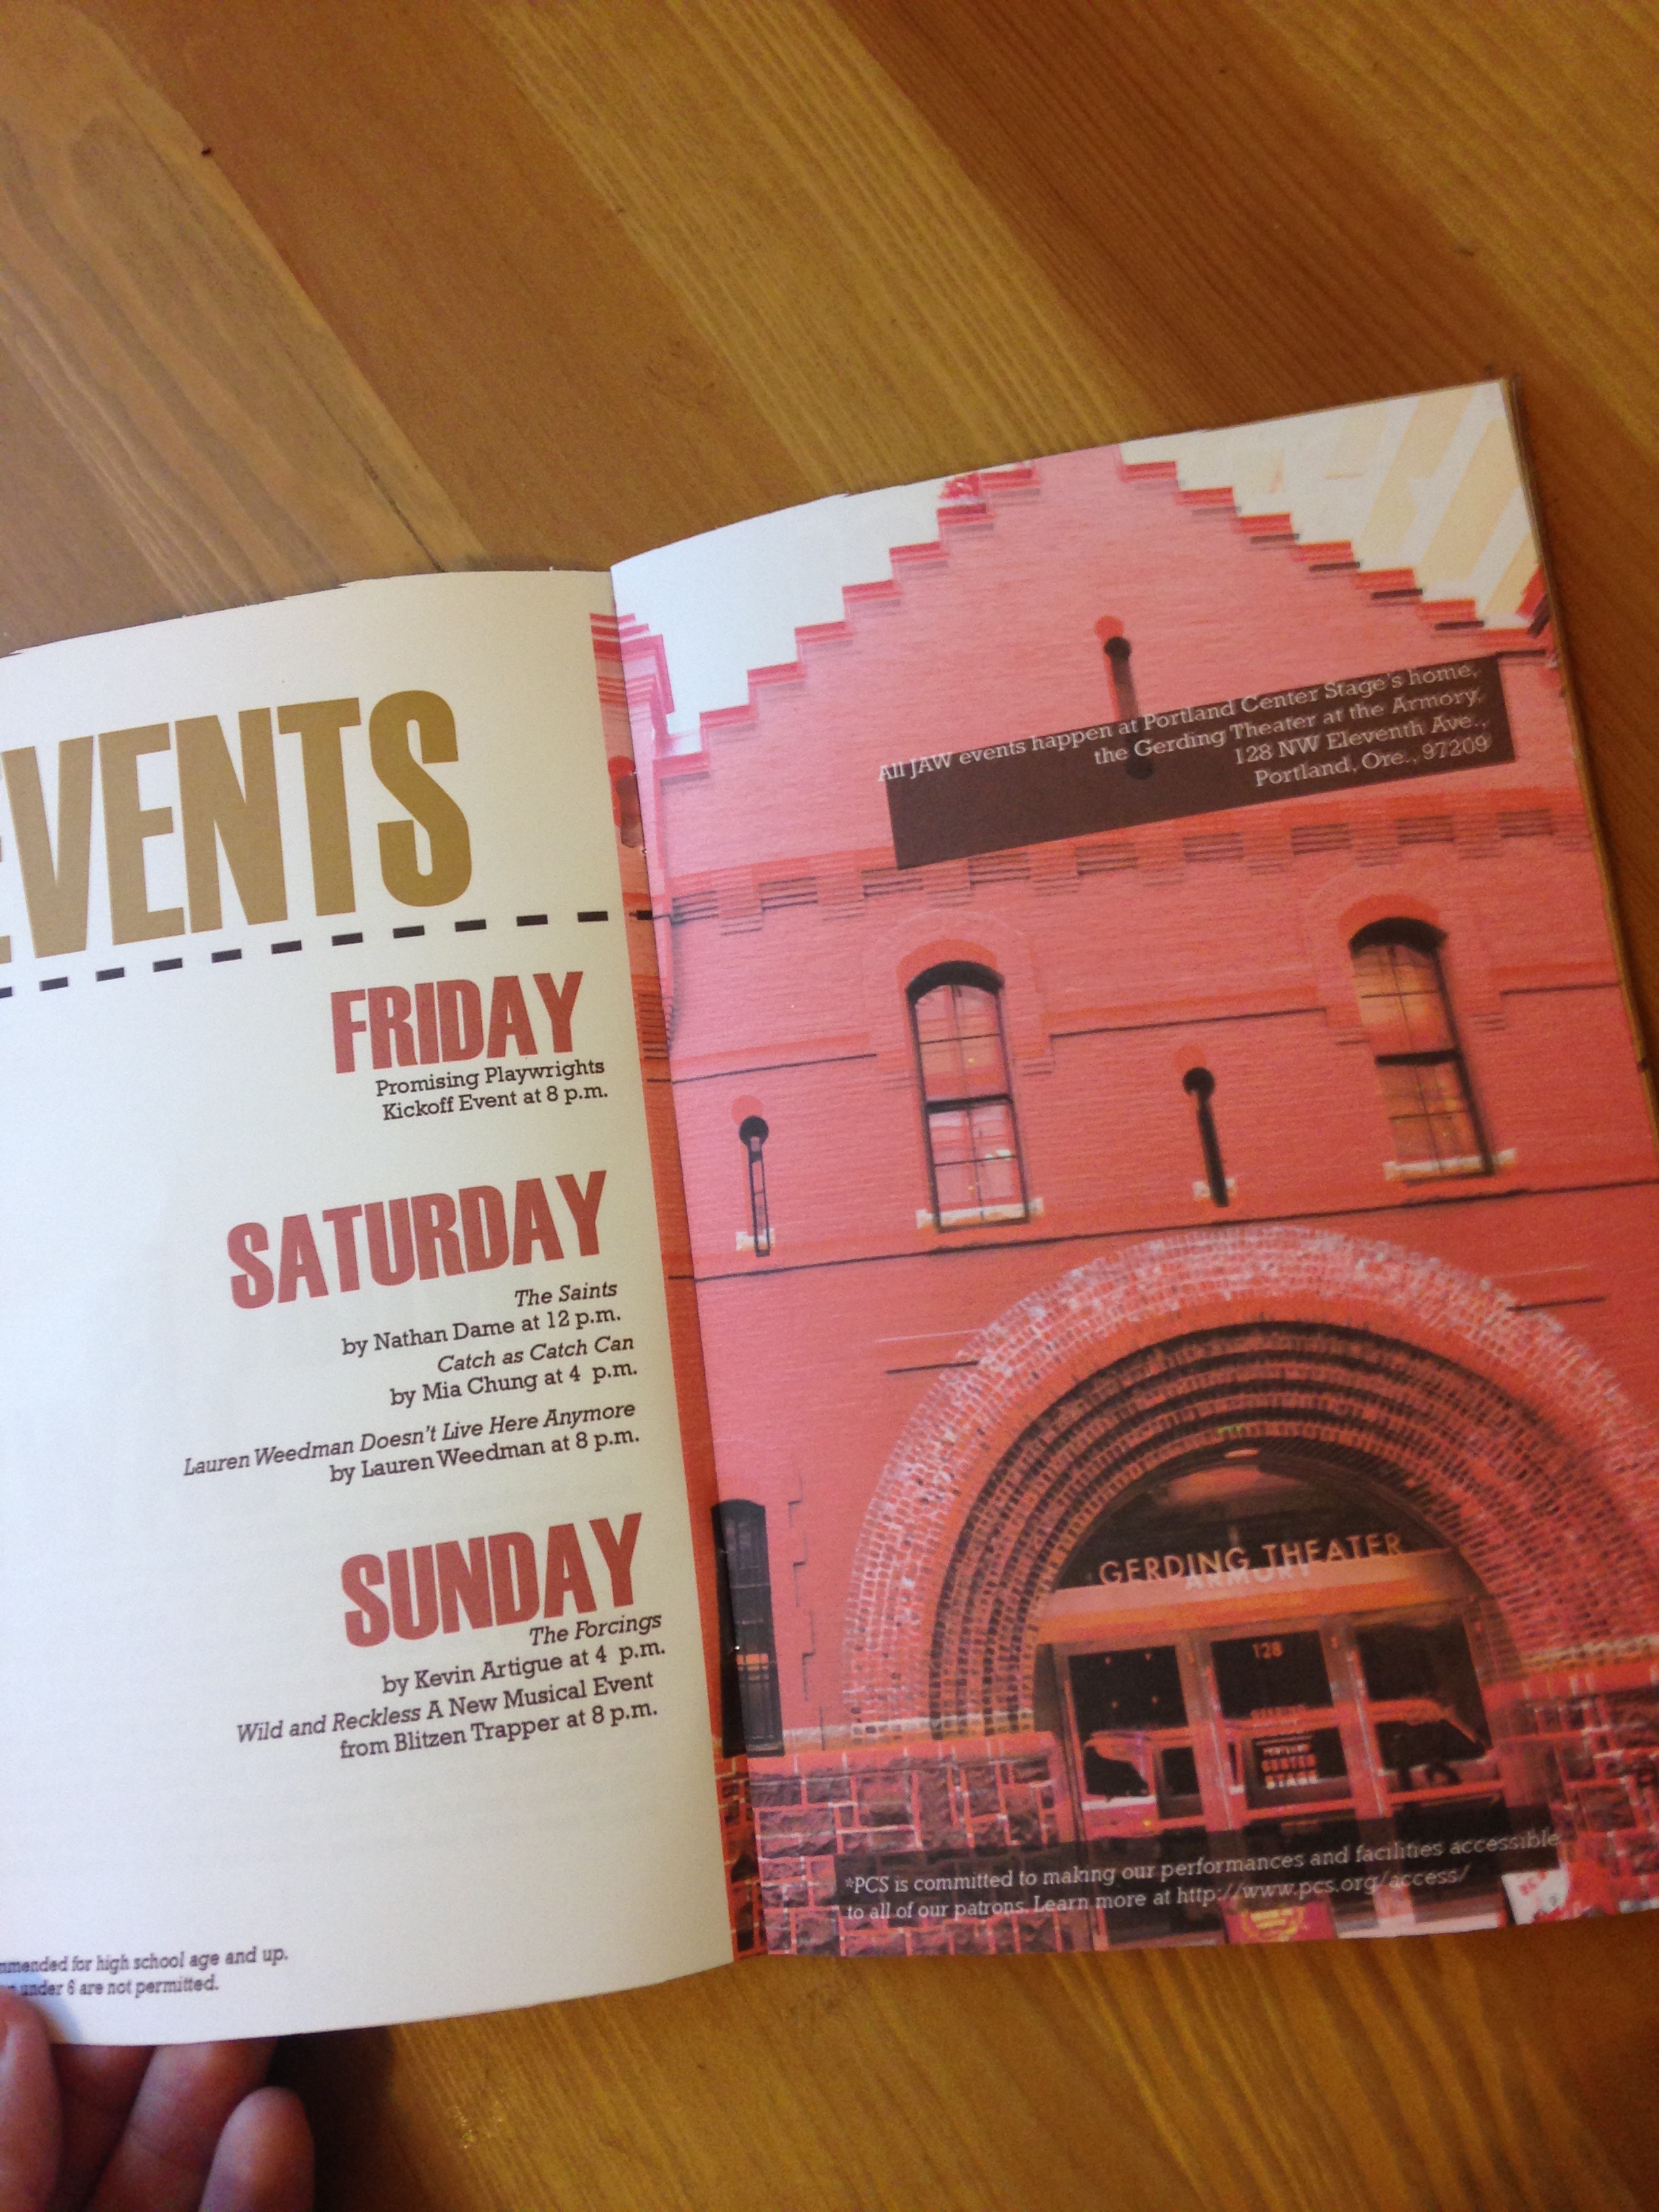 EVENTS
FRIDAY
Promising Playwrights
Kickoff Event at 8 p.m.
SATURDAY
The Saints
by Nathan Dame at 12 p.m.
Catch as Catch Can
by Mia Chung at 4 p.m.
Lauren Weedman Doesn't Live Here Anymore
by Lauren Weedman at 8 p.m.
SUNDAY
The Forcings
by Kevin Artigue at 4 p.m.
Wild and Reckless A New Musical Event
from Blitzen Trapper at 8 p.m.
high school age and up.
under 6 are not permitted.
All JAW events happen at Portland Center Stage's home,
the Gerding Theater at the Armory,
128 NW Eleventh Ave.,
Portland, Ore., 97209
GERDING THEATER
ARMORY
128
CENTER
STAGE
*PCS is committed to making our performances and facilities accessible
to all of our patrons. Learn more at http://www.pcs.org/access/